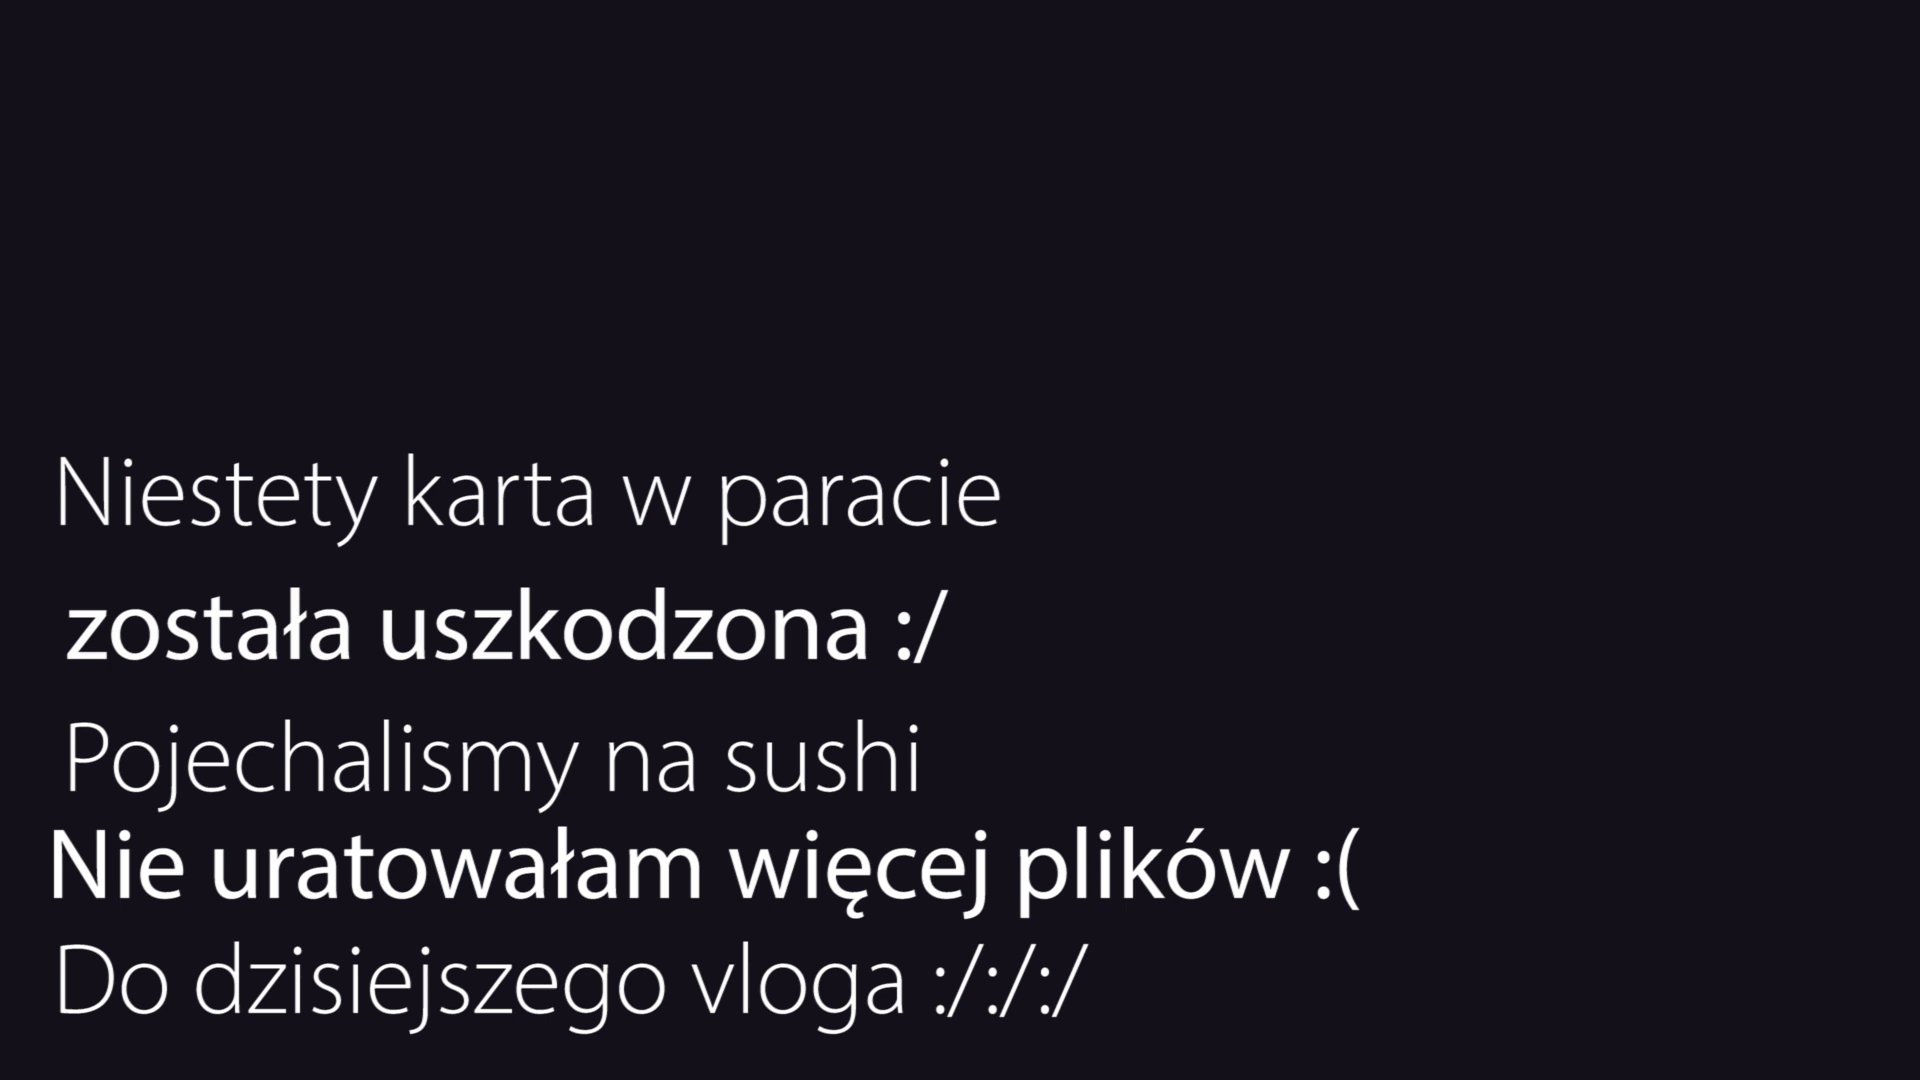 Niestety karta w paracie
została uszkodzona :/
Pojechalismy na sushi
Nie uratowałam więcej plików :(
Do dzisiejszego vloga :/:/:/